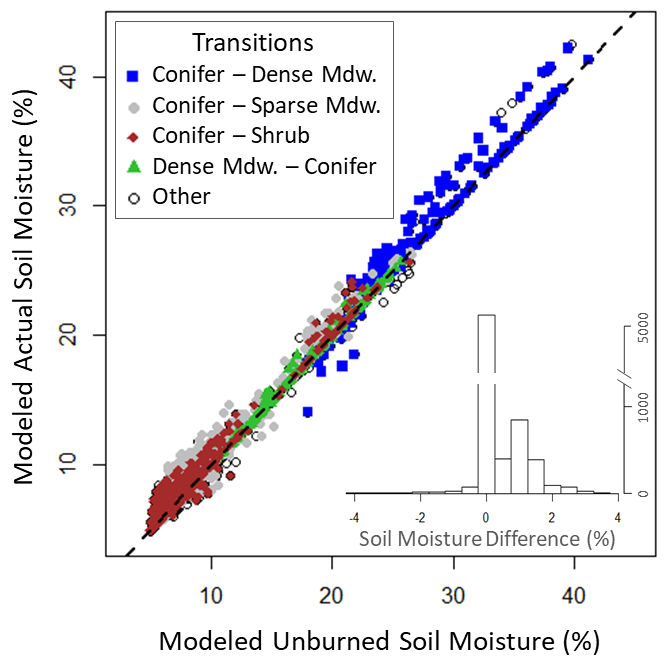 Transitions
Conifer – Dense Mdw.
Conifer – Sparse Mdw.
Conifer – Shrub
Dense Mdw. – Conifer
Other
Modeled Actual Soil Moisture (%)
40
30
20
10
10 20 30 40
Modeled Unburned Soil Moisture (%)
5000
1000
0
-4 -2 0 2 4
Soil Moisture Difference (%)